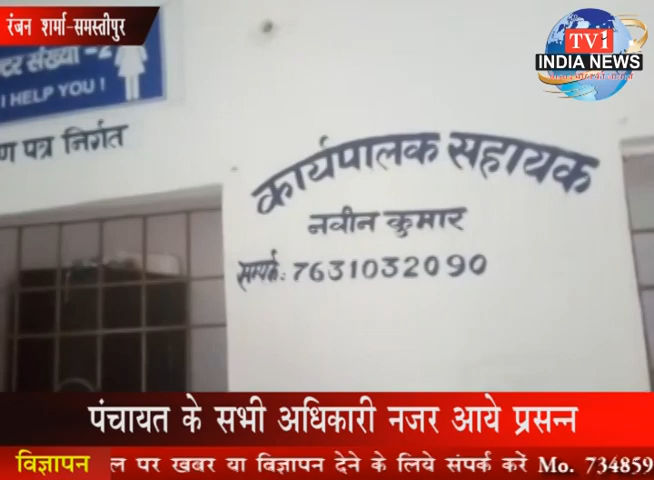 रंजन शर्मा-समस्तीपुर
TV1
INDIA NEWS
संख्या -2
I HELP YOU !
पत्र निर्गत
कार्यपालक सहायक
नवीन कुमार
सम्पर्क: 7631032090
पंचायत के सभी अधिकारी नजर आये प्रसन्न
विज्ञापन ल पर खबर या विज्ञापन देने के लिये संपर्क करें Mo. 734859